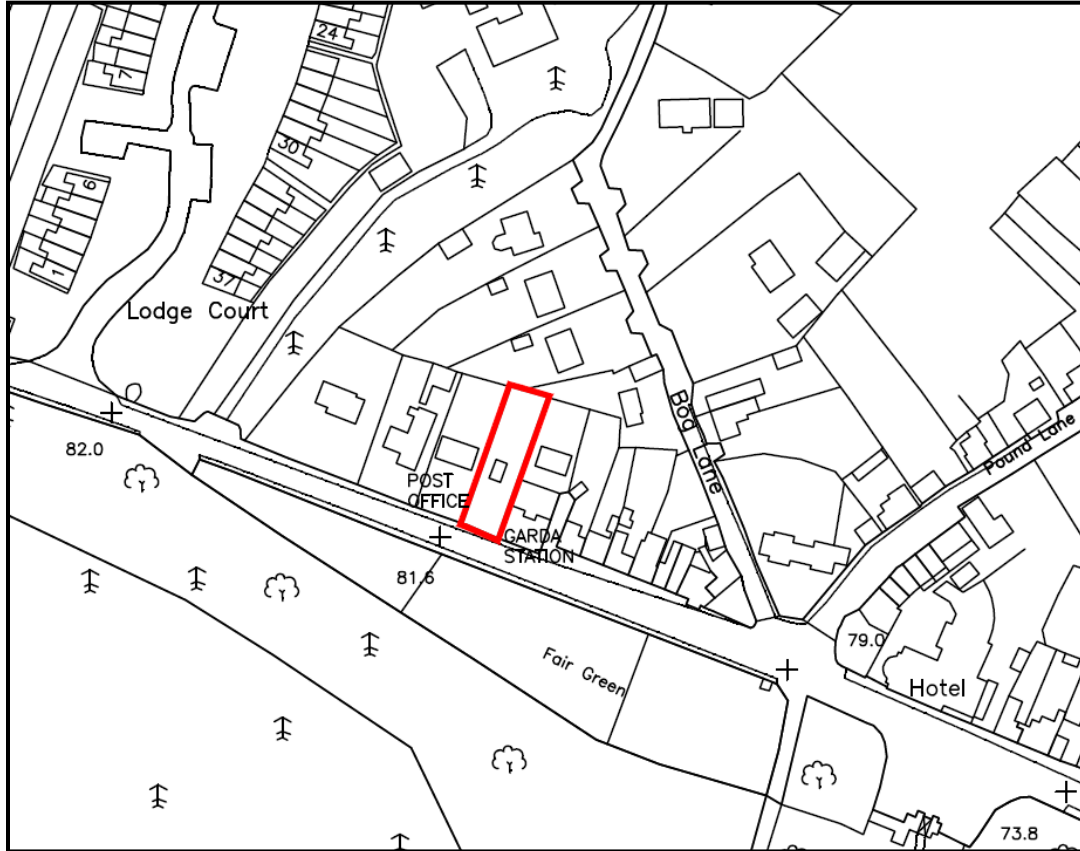 24
7
30
6
1
37
Lodge Court
Bog Lane
Pound Lane
82.0
POST
OFFICE
GARDA
STATION
81.6
79.0
Fair Green
Hotel
73.8